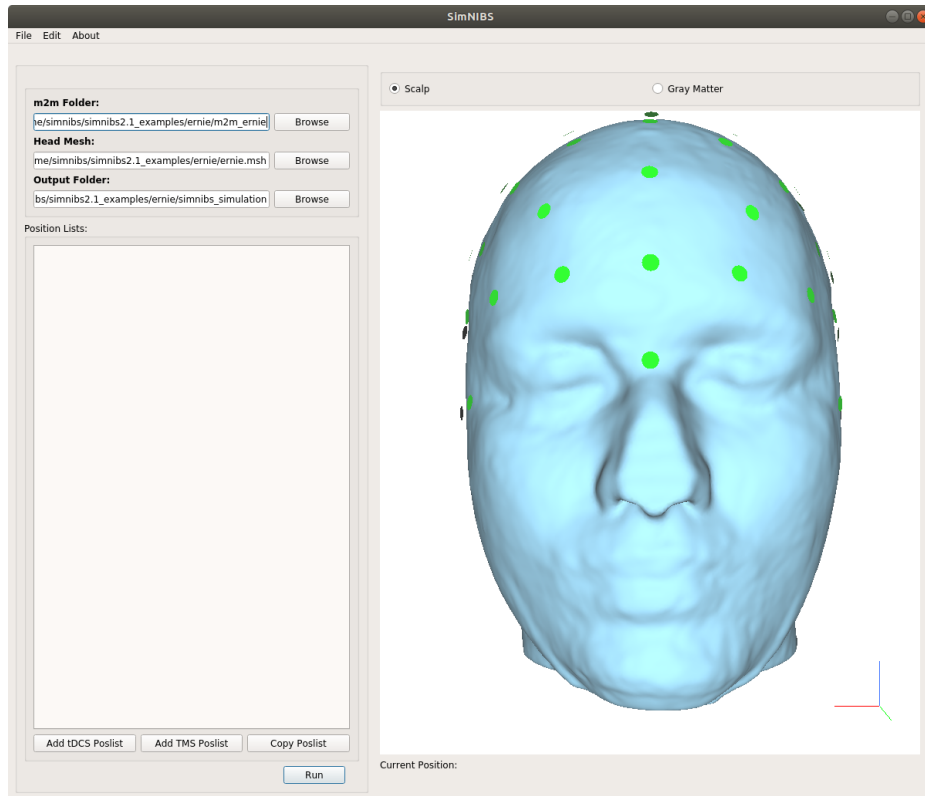 SimNIBS
File Edit About
m2m Folder:
ne/simnibs/simnibs2.1_examples/ernie/m2m_ernie
Browse
Head Mesh:
me/simnibs/simnibs2.1_examples/ernie/ernie.msh
Browse
Output Folder:
bs/simnibs2.1_examples/ernie/simnibs_simulation
Browse
Position Lists:
Add tDCS Poslist
Add TMS Poslist
Copy Poslist
Run
Scalp
Gray Matter
Current Position: